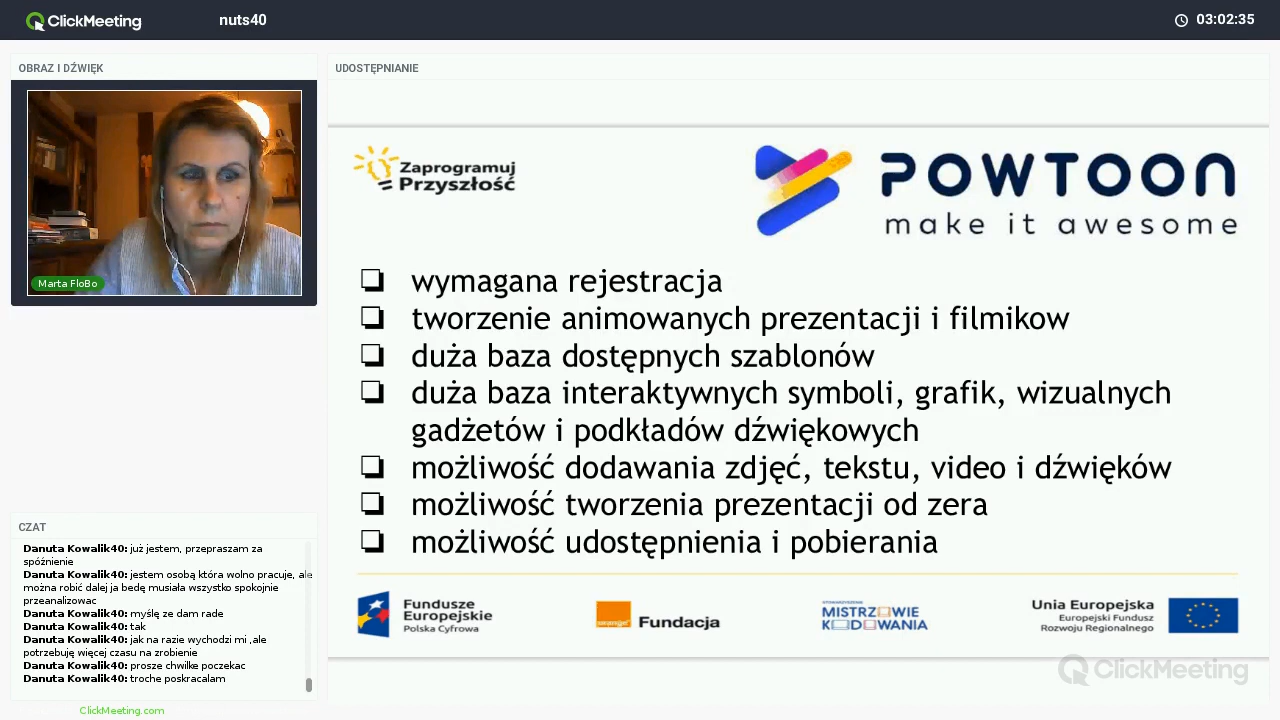 ClickMeeting
nuts40
03:02:35
OBRAZ I DŹWIĘK
Marta FloBo
CZAT
Danuta Kowalik40: już jestem, przepraszam za
spóźnienie
Danuta Kowalik40: jestem osobą która wolno pracuje, ale
można robić dalej ja bedę musiała wszystko spokojnie
przeanalizowac
Danuta Kowalik40: myślę ze dam rade
Danuta Kowalik40: tak
Danuta Kowalik40: jak na razie wychodzi mi ,ale
potrzebuję więcej czasu na zrobienie
Danuta Kowalik40: prosze chwilke poczekac
Danuta Kowalik40: troche poskracalam
ClickMeeting.com
UDOSTĘPNIANIE
Zaprogramuj
Przyszłość
POWTOON
make it awesome
wymagana rejestracja
tworzenie animowanych prezentacji i filmikow
duża baza dostępnych szablonów
duża baza interaktywnych symboli, grafik, wizualnych
gadżetów i podkładów dźwiękowych
możliwość dodawania zdjęć, tekstu, video i dźwięków
możliwość tworzenia prezentacji od zera
możliwość udostępnienia i pobierania
Fundusze
Europejskie
Polska Cyfrowa
orange
Fundacja
STOWARZYSZENIE
MISTRZOWIE
KODOWANIA
Unia Europejska
Europejski Fundusz
Rozwoju Regionalnego
ClickMeeting